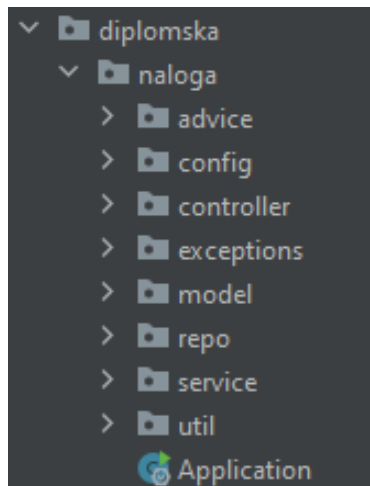 diplomska
naloga
advice
config
controller
exceptions
model
repo
service
util
Application